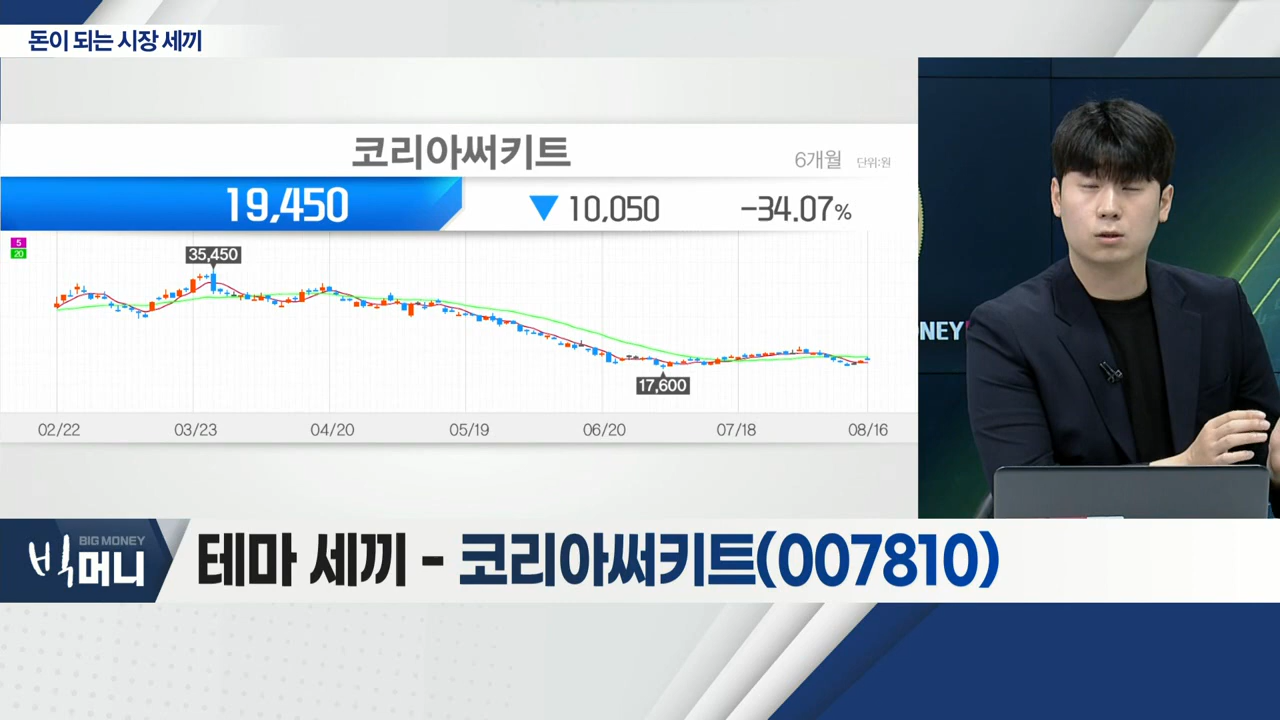 돈이 되는 시장 세끼
코리아써키트
6개월 단위:원
19,450 ▼ 10,050 -34.07%
5
20
35,450
17,600
02/22 03/23 04/20 05/19 06/20 07/18 08/16
ONEY
BIG MONEY
빅머니
테마 세끼 - 코리아써키트(007810)